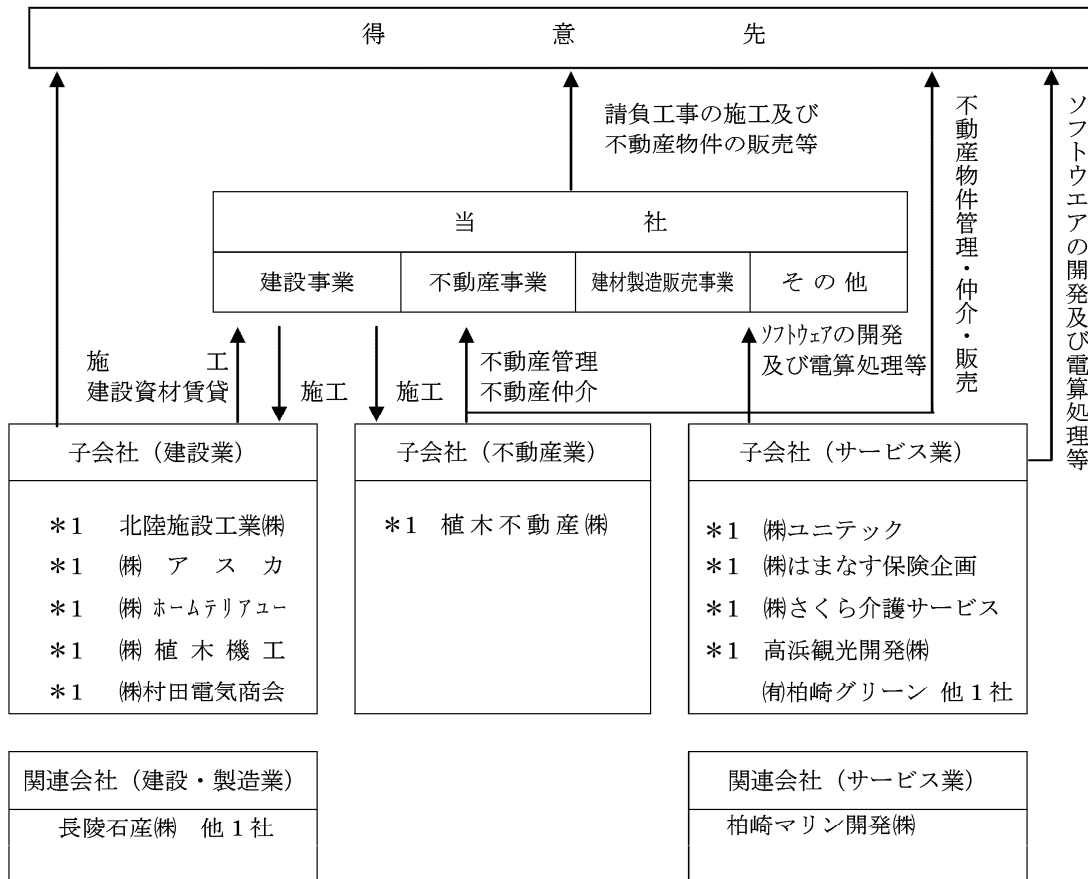 得意先
請負工事の施工及び
不動産物件の販売等
不動産物件管理・仲介・販売
ソフトウエアの開発及び電算処理等
当社
建設事業
不動産事業
建材製造販売事業
その他
施工
建設資材賃貸
施工
施工
不動産管理
不動産仲介
ソフトウェアの開発
及び電算処理等
子会社（建設業）
＊1 北陸施設工業㈱
＊1 ㈱アスカ
＊1 ㈱ホームテリアユー
＊1 ㈱植木機工
＊1 ㈱村田電気商会
子会社（不動産業）
＊1 植木不動産㈱
子会社（サービス業）
＊1 ㈱ユニテック
＊1 ㈱はまなす保険企画
＊1 ㈱さくら介護サービス
＊1 高浜観光開発㈱
㈲柏崎グリーン 他1社
関連会社（建設・製造業）
長陵石産㈱ 他1社
関連会社（サービス業）
柏崎マリン開発㈱